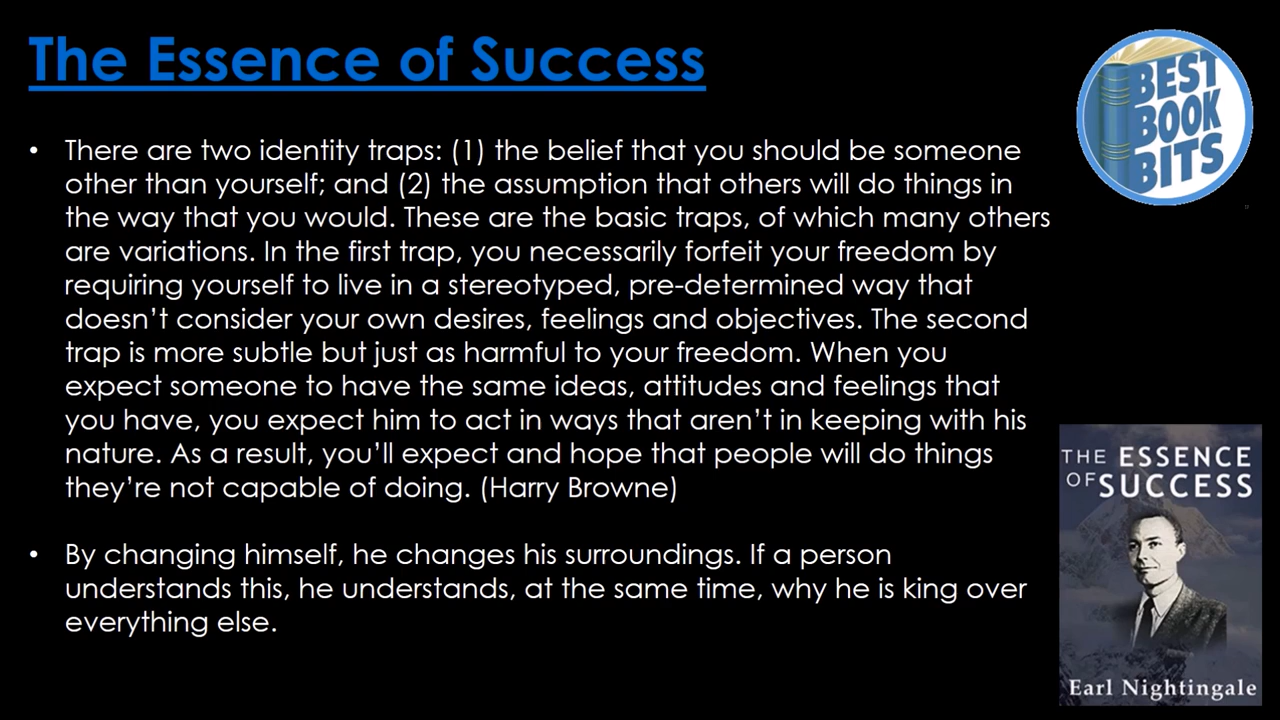 The Essence of Success
BEST
BOOK
BITS
• There are two identity traps: (1) the belief that you should be someone
other than yourself; and (2) the assumption that others will do things in
the way that you would. These are the basic traps, of which many others
are variations. In the first trap, you necessarily forfeit your freedom by
requiring yourself to live in a stereotyped, pre-determined way that
doesn’t consider your own desires, feelings and objectives. The second
trap is more subtle but just as harmful to your freedom. When you
expect someone to have the same ideas, attitudes and feelings that
you have, you expect him to act in ways that aren’t in keeping with his
nature. As a result, you’ll expect and hope that people will do things
they’re not capable of doing. (Harry Browne)
• By changing himself, he changes his surroundings. If a person
understands this, he understands, at the same time, why he is king over
everything else.
THE ESSENCE
OF SUCCESS
Earl Nightingale